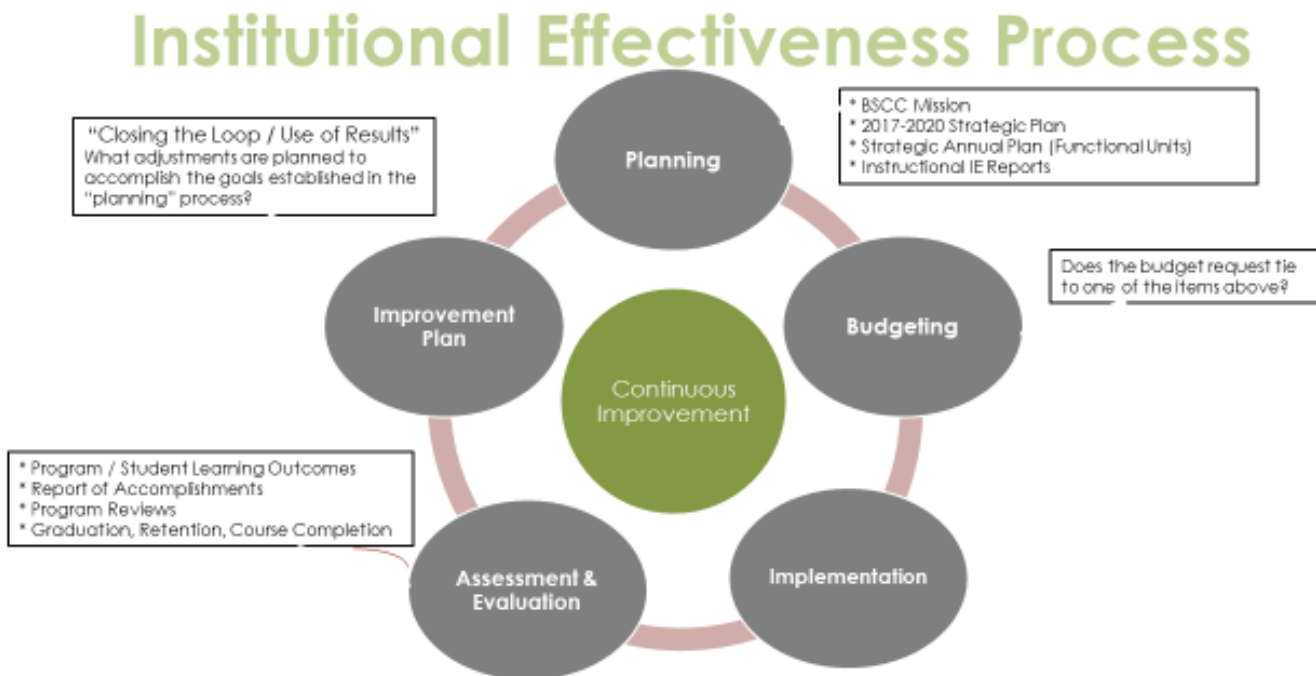 Institutional Effectiveness Process
"Closing the Loop / Use of Results"
What adjustments are planned to
accomplish the goals established in the
"planning" process?
Planning
* BSCC Mission
* 2017-2020 Strategic Plan
* Strategic Annual Plan (Functional Units)
* Instructional IE Reports
Improvement
Plan
Budgeting
Does the budget request tie
to one of the items above?
Continuous
Improvement
* Program / Student Learning Outcomes
* Report of Accomplishments
* Program Reviews
* Graduation, Retention, Course Completion
Assessment &
Evaluation
Implementation